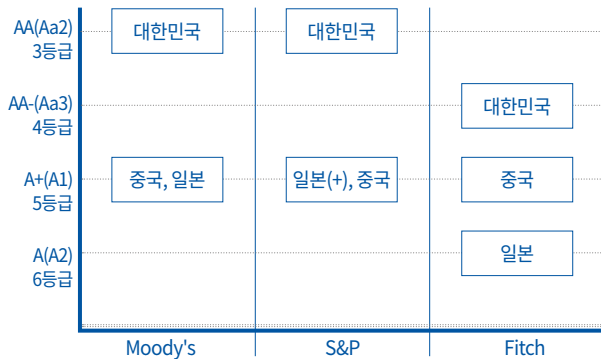 AA(Aa2)
3등급
대한민국
대한민국
AA-(Aa3)
4등급
대한민국
A+(A1)
5등급
중국, 일본
일본(+), 중국
중국
A(A2)
6등급
일본
Moody's
S&P
Fitch